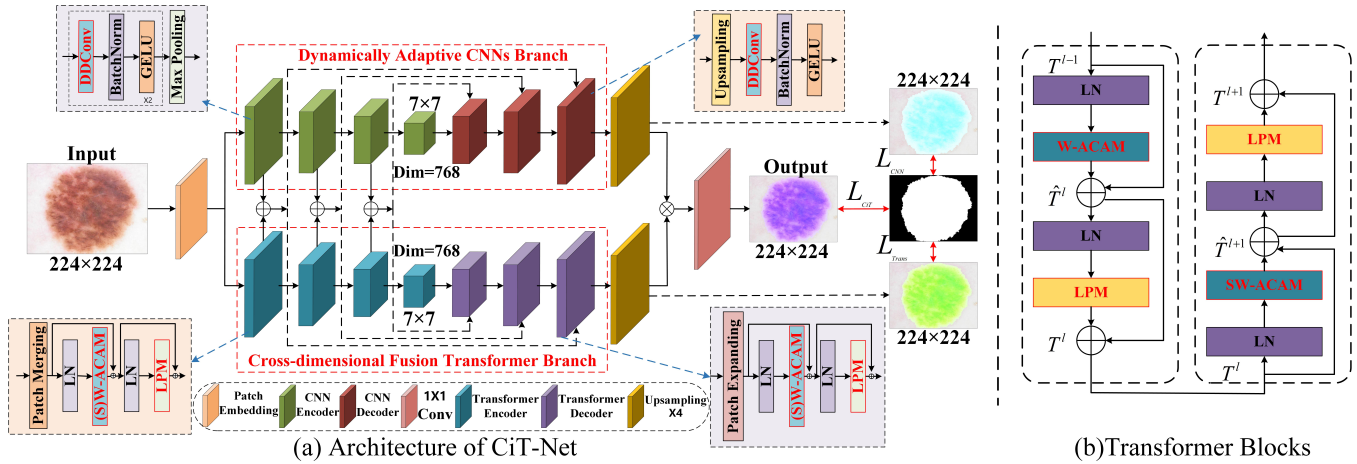 DDConv
BatchNorm
GELU
X2
Max Pooling
Dynamically Adaptive CNNs Branch
Upsampling
DDConv
BatchNorm
GELU
Input
224×224
7×7
Dim=768
Dim=768
7×7
Cross-dimensional Fusion Transformer Branch
Output
224×224
224×224
L CNN
L CiT
L Trans
224×224
Patch Merging
LN
(S)W-ACAM
LN
LPM
Patch Expanding
LN
(S)W-ACAM
LN
LPM
Patch Embedding
CNN Encoder
CNN Decoder
1X1 Conv
Transformer Encoder
Transformer Decoder
Upsampling X4
(a) Architecture of CiT-Net
T^{l-1}
LN
W-ACAM
T̂^l
LN
LPM
T^l
T^{l+1}
LPM
LN
T̂^{l+1}
SW-ACAM
LN
T^l
(b)Transformer Blocks